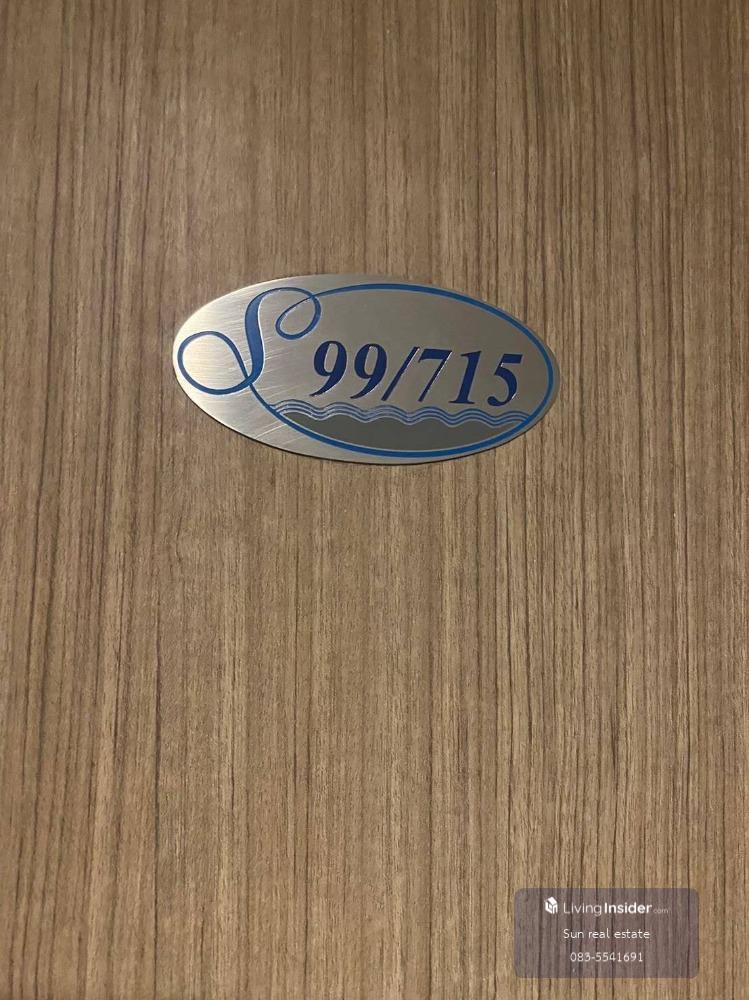 S 99/715
LivingInsider.com
Sun real estate
083-5541691